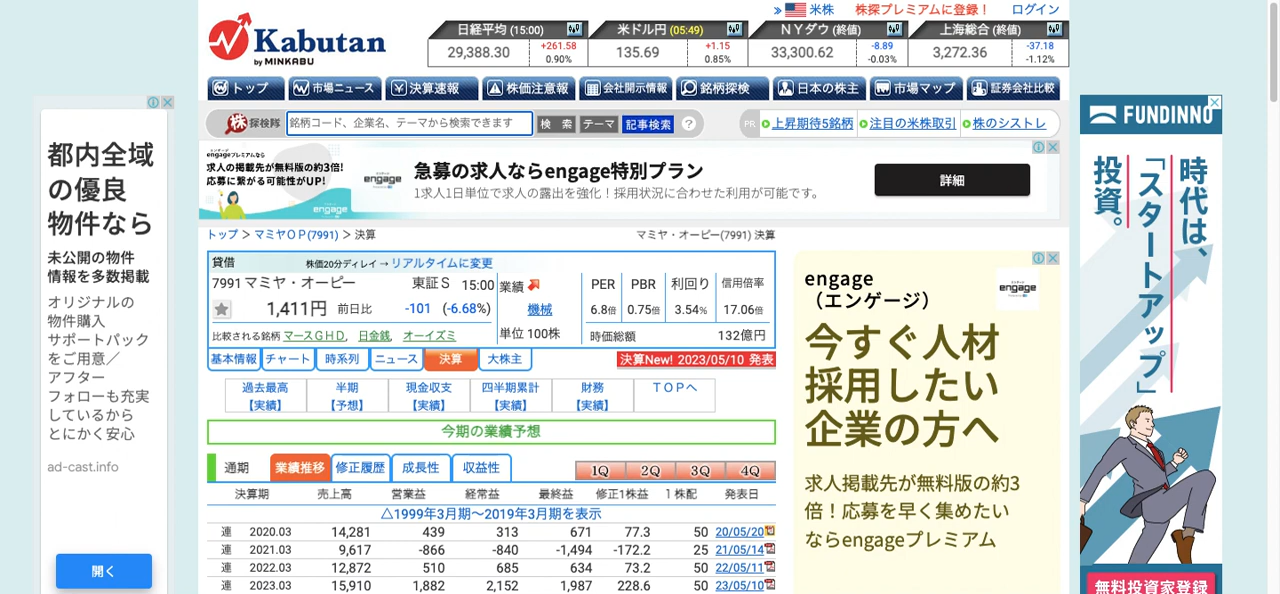 米株
株探プレミアムに登録！
ログイン
Kabutan
by MINKABU
日経平均 (15:00)
29,388.30
+261.58
0.90%
米ドル円 (05:49)
135.69
+1.15
0.85%
ＮＹダウ (終値)
33,300.62
-8.89
-0.03%
上海総合 (終値)
3,272.36
-37.18
-1.12%
トップ
市場ニュース
決算速報
株価注意報
会社開示情報
銘柄探検
日本の株主
市場マップ
証券会社比較
株 探検隊
銘柄コード、企業名、テーマから検索できます
検 索
テーマ
記事検索
?
PR
上昇期待5銘柄
注目の米株取引
株のシストレ
engageプレミアムなら
求人の掲載が無料版の約3倍!
応募に繋がる可能性がUP!
engage
engage
急募の求人ならengage特別プラン
1求人1日単位で求人の露出を強化！採用状況に合わせた利用が可能です。
詳細
トップ > マミヤＯＰ(7991) > 決算
マミヤ・オーピー(7991) 決算
貸借
株価20分ディレイ → リアルタイムに変更
7991 マミヤ・オーピー
東証Ｓ 15:00
1,411円 前日比 -101 (-6.68%)
比較される銘柄 マースＧＨＤ, 日金銭, オーイズミ
業績
機械
単位 100株
PER PBR 利回り 信用倍率
6.8倍 0.75倍 3.54% 17.06倍
時価総額 132億円
基本情報
チャート
時系列
ニュース
決算
大株主
決算New! 2023/05/10 発表
過去最高
【実績】
半期
【予想】
現金収支
【実績】
四半期累計
【実績】
財務
【実績】
ＴＯＰへ
今期の業績予想
通期
業績推移
修正履歴
成長性
収益性
1Q 2Q 3Q 4Q
決算期 売上高 営業益 経常益 最終益 修正1株益 １株配 発表日
△1999年3月期～2019年3月期を表示
連 2020.03 14,281 439 313 671 77.3 50 20/05/20
連 2021.03 9,617 -866 -840 -1,494 -172.2 25 21/05/14
連 2022.03 12,872 510 685 634 73.2 50 22/05/11
連 2023.03 15,910 1,882 2,152 1,987 228.6 50 23/05/10
都内全域
の優良
物件なら
未公開の物件
情報を多数掲載
オリジナルの
物件購入
サポートパック
をご用意／
アフター
フォローも充実
しているから
とにかく安心
ad-cast.info
開く
engage
（エンゲージ）
engage
今すぐ人材
採用したい
企業の方へ
求人掲載先が無料版の約3
倍！応募を早く集めたい
ならengageプレミアム
FUNDINNO
時代は、
「スタートアップ」
投資。
無料投資家登録